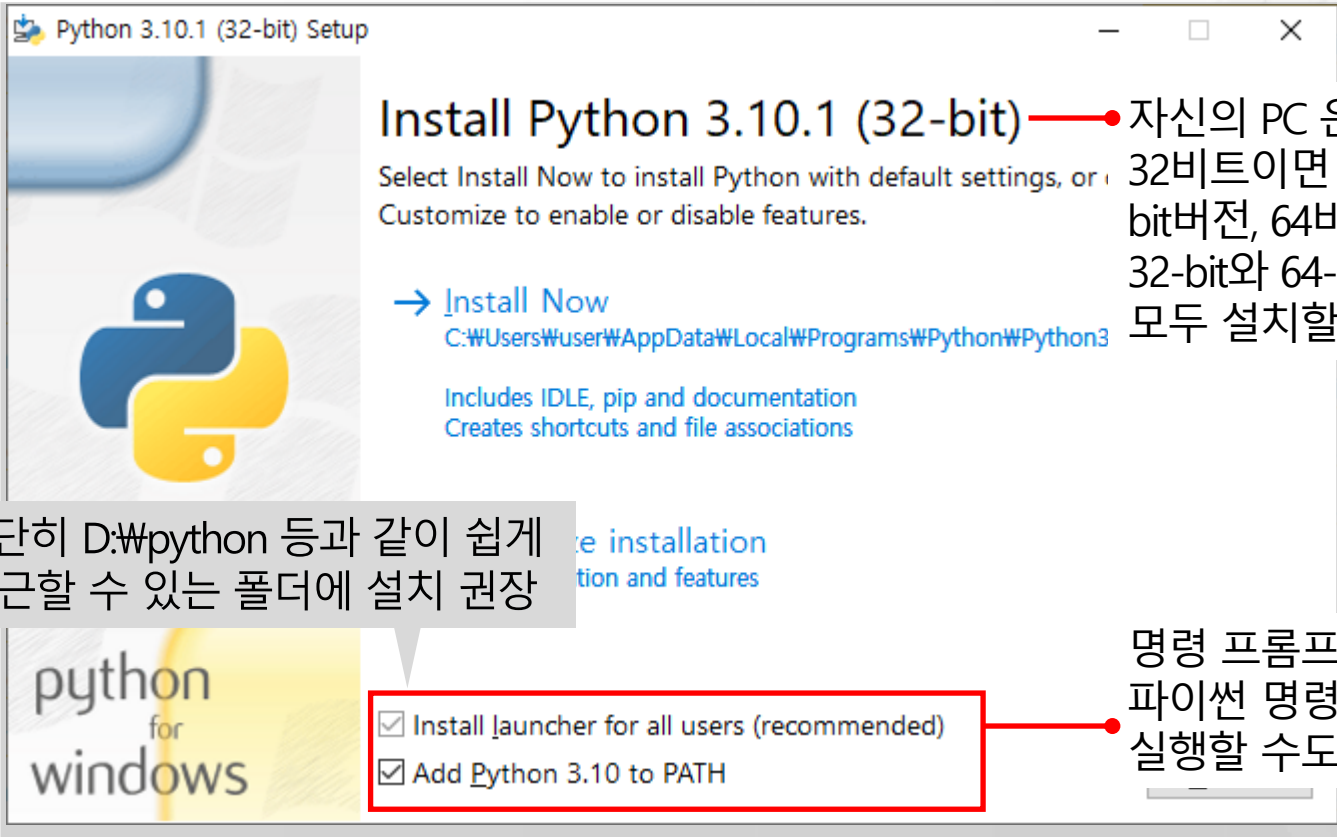 Python 3.10.1 (32-bit) Setup
Install Python 3.10.1 (32-bit)
Select Install Now to install Python with default settings, or
Customize to enable or disable features.
Install Now
C:₩Users₩user₩AppData₩Local₩Programs₩Python₩Python3
Includes IDLE, pip and documentation
Creates shortcuts and file associations
자신의 PC
32비트이면
bit버전,
32-bit와 64-
모두 설치할
단히 D:₩python 등과 같이 쉽게
근할 수 있는 폴더에 설치 권장
installation
and features
python
for
windows
Install launcher for all users (recommended)
Add Python 3.10 to PATH
명령
파이썬 명령
실행할 수도